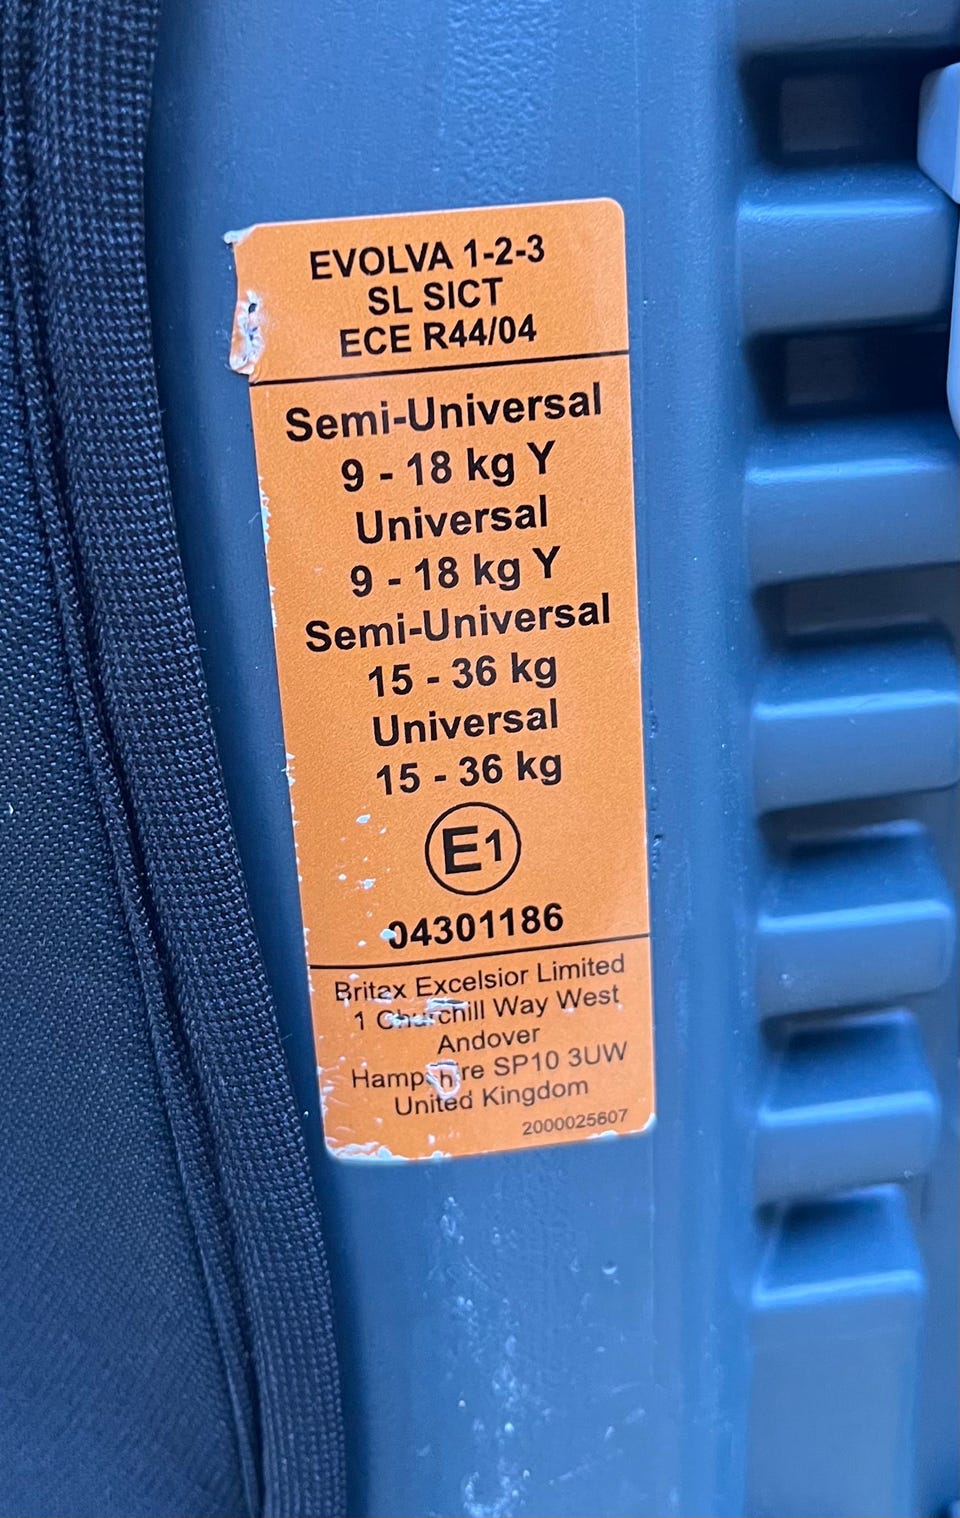 EVOLVA 1-2-3
SL SICT
ECE R44/04
Semi-Universal
9 - 18 kg Y
Universal
9 - 18 kg Y
Semi-Universal
15 - 36 kg
Universal
15 - 36 kg
E1
04301186
Britax Excelsior Limited
1 Churchill Way West
Andover
Hampshire SP10 3UW
United Kingdom
2000025607